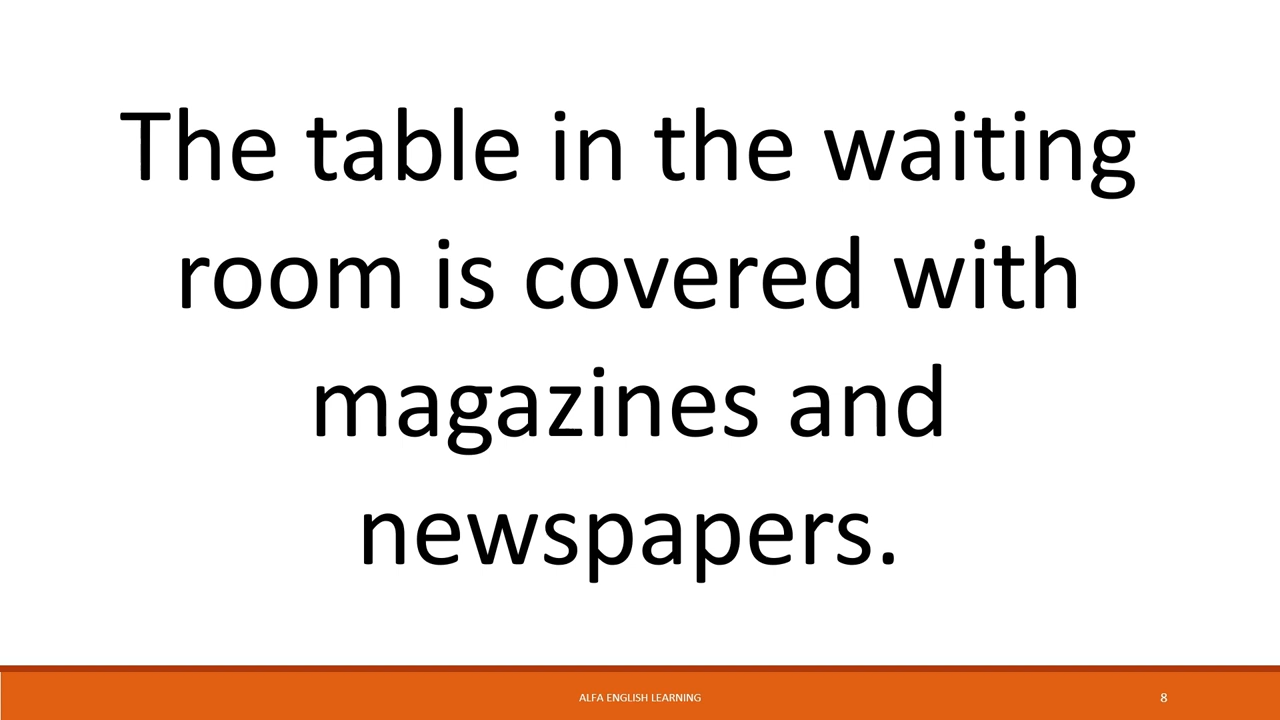 The table in the waiting
room is covered with
magazines and
newspapers.
ALFA ENGLISH LEARNING
8